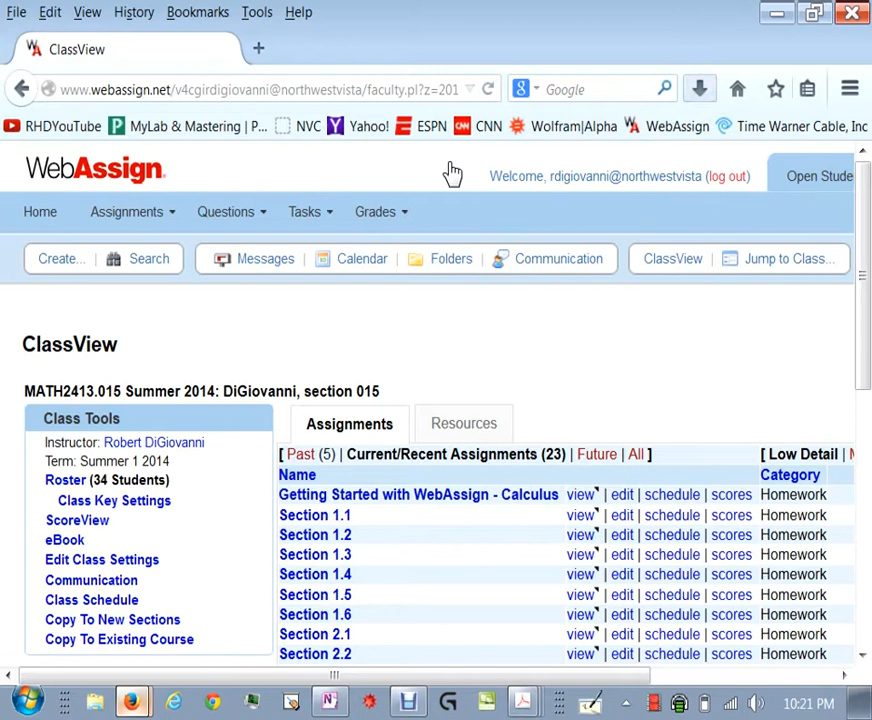 File Edit View History Bookmarks Tools Help
ClassView
www.webassign.net/v4cgirdigiovanni@northwestvista/faculty.pl?z=201
Google
RHDYouTube MyLab & Mastering | P... NVC Yahoo! ESPN CNN Wolfram|Alpha WebAssign Time Warner Cable, Inc
WebAssign.
Welcome, rdigiovanni@northwestvista (log out) Open Stude
Home Assignments Questions Tasks Grades
Create... | Search Messages | Calendar | Folders | Communication ClassView | Jump to Class...
ClassView
MATH2413.015 Summer 2014: DiGiovanni, section 015
Class Tools
Instructor: Robert DiGiovanni
Term: Summer 1 2014
Roster (34 Students)
Class Key Settings
ScoreView
eBook
Edit Class Settings
Communication
Class Schedule
Copy To New Sections
Copy To Existing Course
Assignments Resources
[ Past (5) | Current/Recent Assignments (23) | Future | All ] [ Low Detail | M
Name Category
Getting Started with WebAssign - Calculus view | edit | schedule | scores Homework
Section 1.1 view | edit | schedule | scores Homework
Section 1.2 view | edit | schedule | scores Homework
Section 1.3 view | edit | schedule | scores Homework
Section 1.4 view | edit | schedule | scores Homework
Section 1.5 view | edit | schedule | scores Homework
Section 1.6 view | edit | schedule | scores Homework
Section 2.1 view | edit | schedule | scores Homework
Section 2.2 view | edit | schedule | scores Homework
10:21 PM